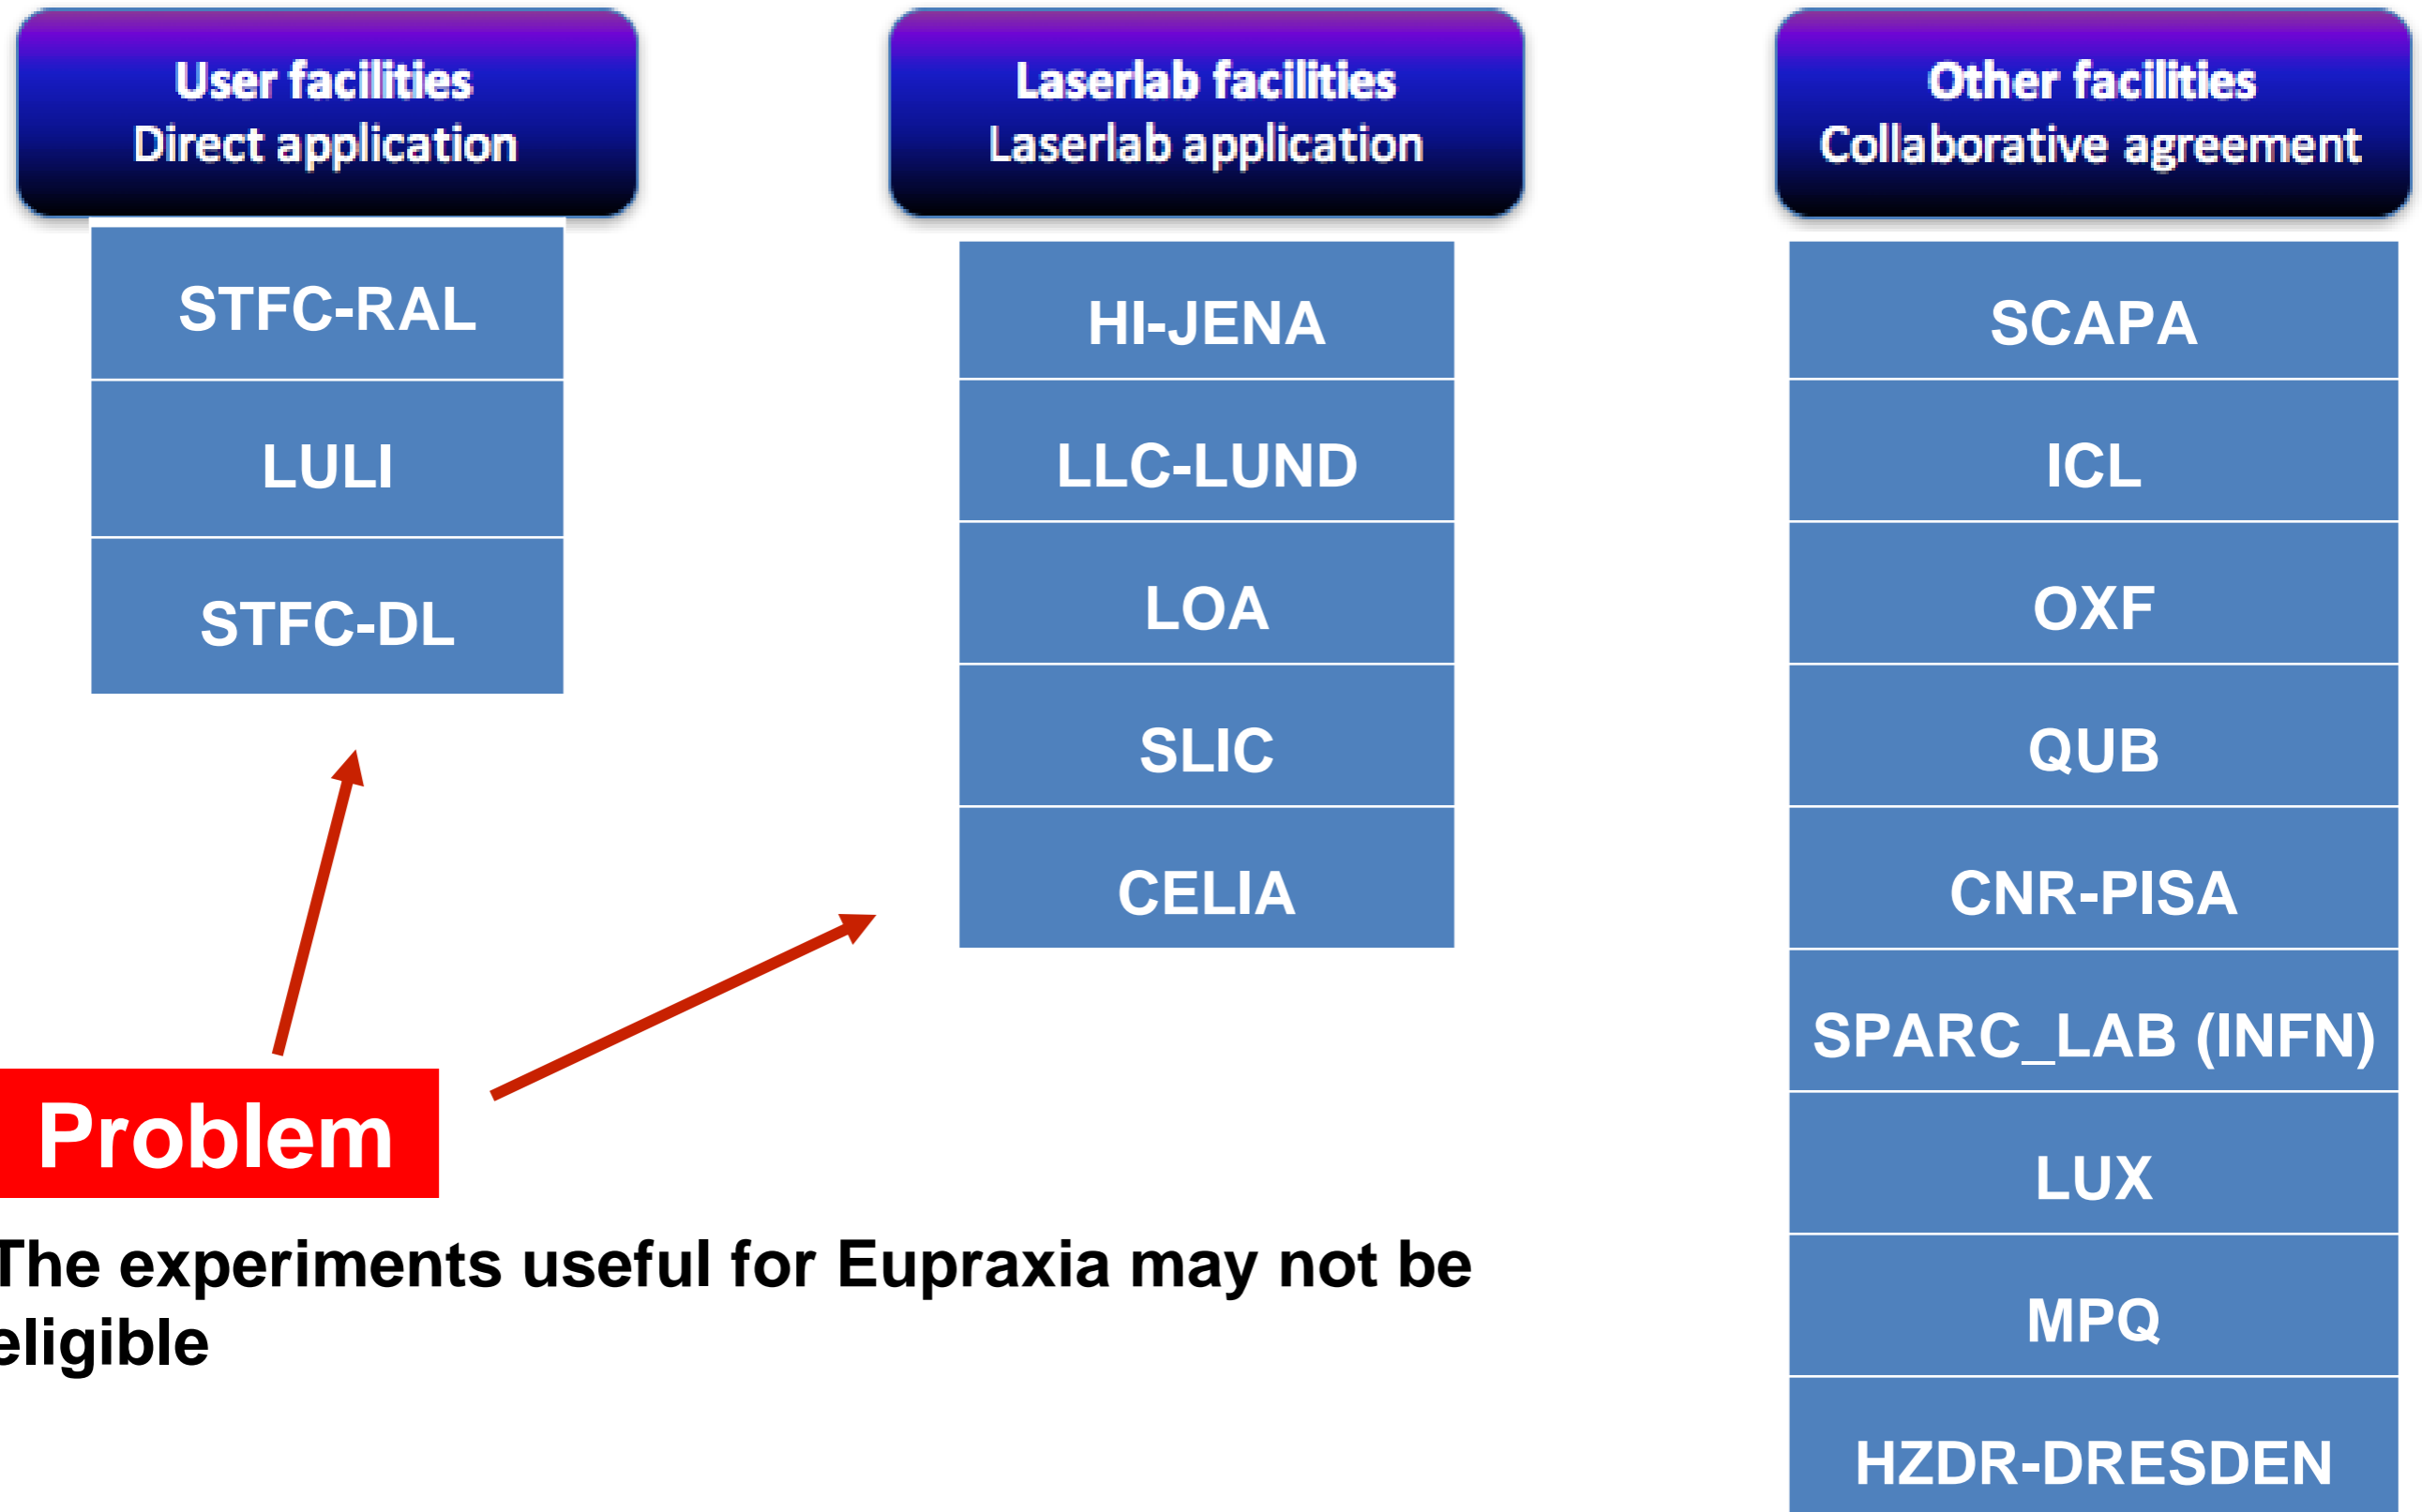 User facilities
Direct application
STFC-RAL
LULI
STFC-DL
Laserlab facilities
Laserlab application
HI-JENA
LLC-LUND
LOA
SLIC
CELIA
Other facilities
Collaborative agreement
SCAPA
ICL
OXF
QUB
CNR-PISA
SPARC_LAB (INFN)
LUX
MPQ
HZDR-DRESDEN
Problem
The experiments useful for Eupraxia may not be
eligible